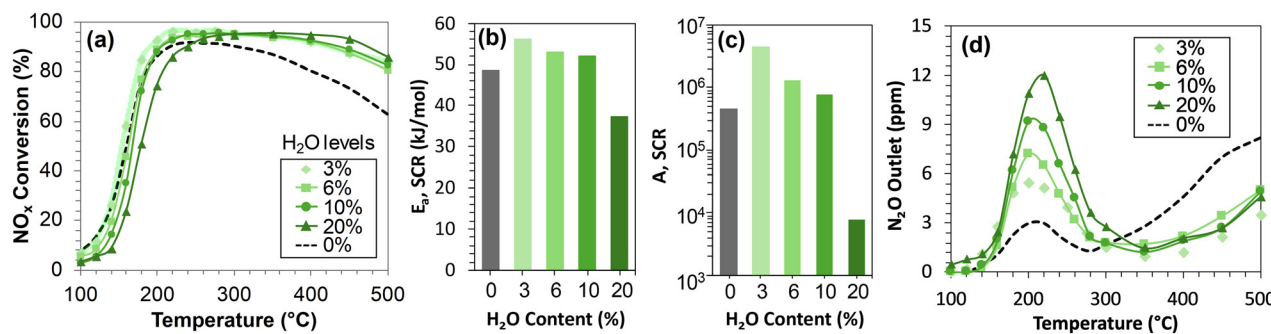 (a)
NOx Conversion (%)
100
80
60
40
20
0
H2O levels
3%
6%
10%
20%
0%
100 200 300 400 500
Temperature (°C)
(b)
Ea, SCR (kJ/mol)
60
50
40
30
20
10
0
0 3 6 10 20
H2O Content (%)
(c)
A, SCR
10^7
10^6
10^5
10^4
10^3
0 3 6 10 20
H2O Content (%)
(d)
N2O Outlet (ppm)
15
12
9
6
3
0
3%
6%
10%
20%
0%
100 200 300 400 500
Temperature (°C)